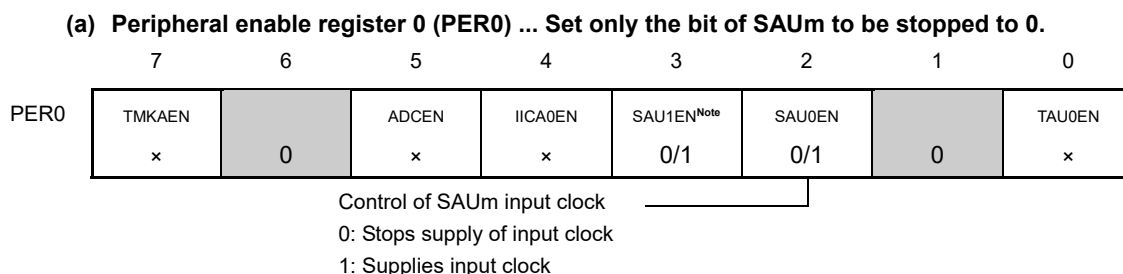 (a) Peripheral enable register 0 (PER0) ... Set only the bit of SAUm to be stopped to 0.
7 6 5 4 3 2 1 0
PER0 TMKAEN ADCEN IICA0EN SAU1ENNote SAU0EN TAU0EN
× 0 × × 0/1 0/1 0 ×
Control of SAUm input clock
0: Stops supply of input clock
1: Supplies input clock